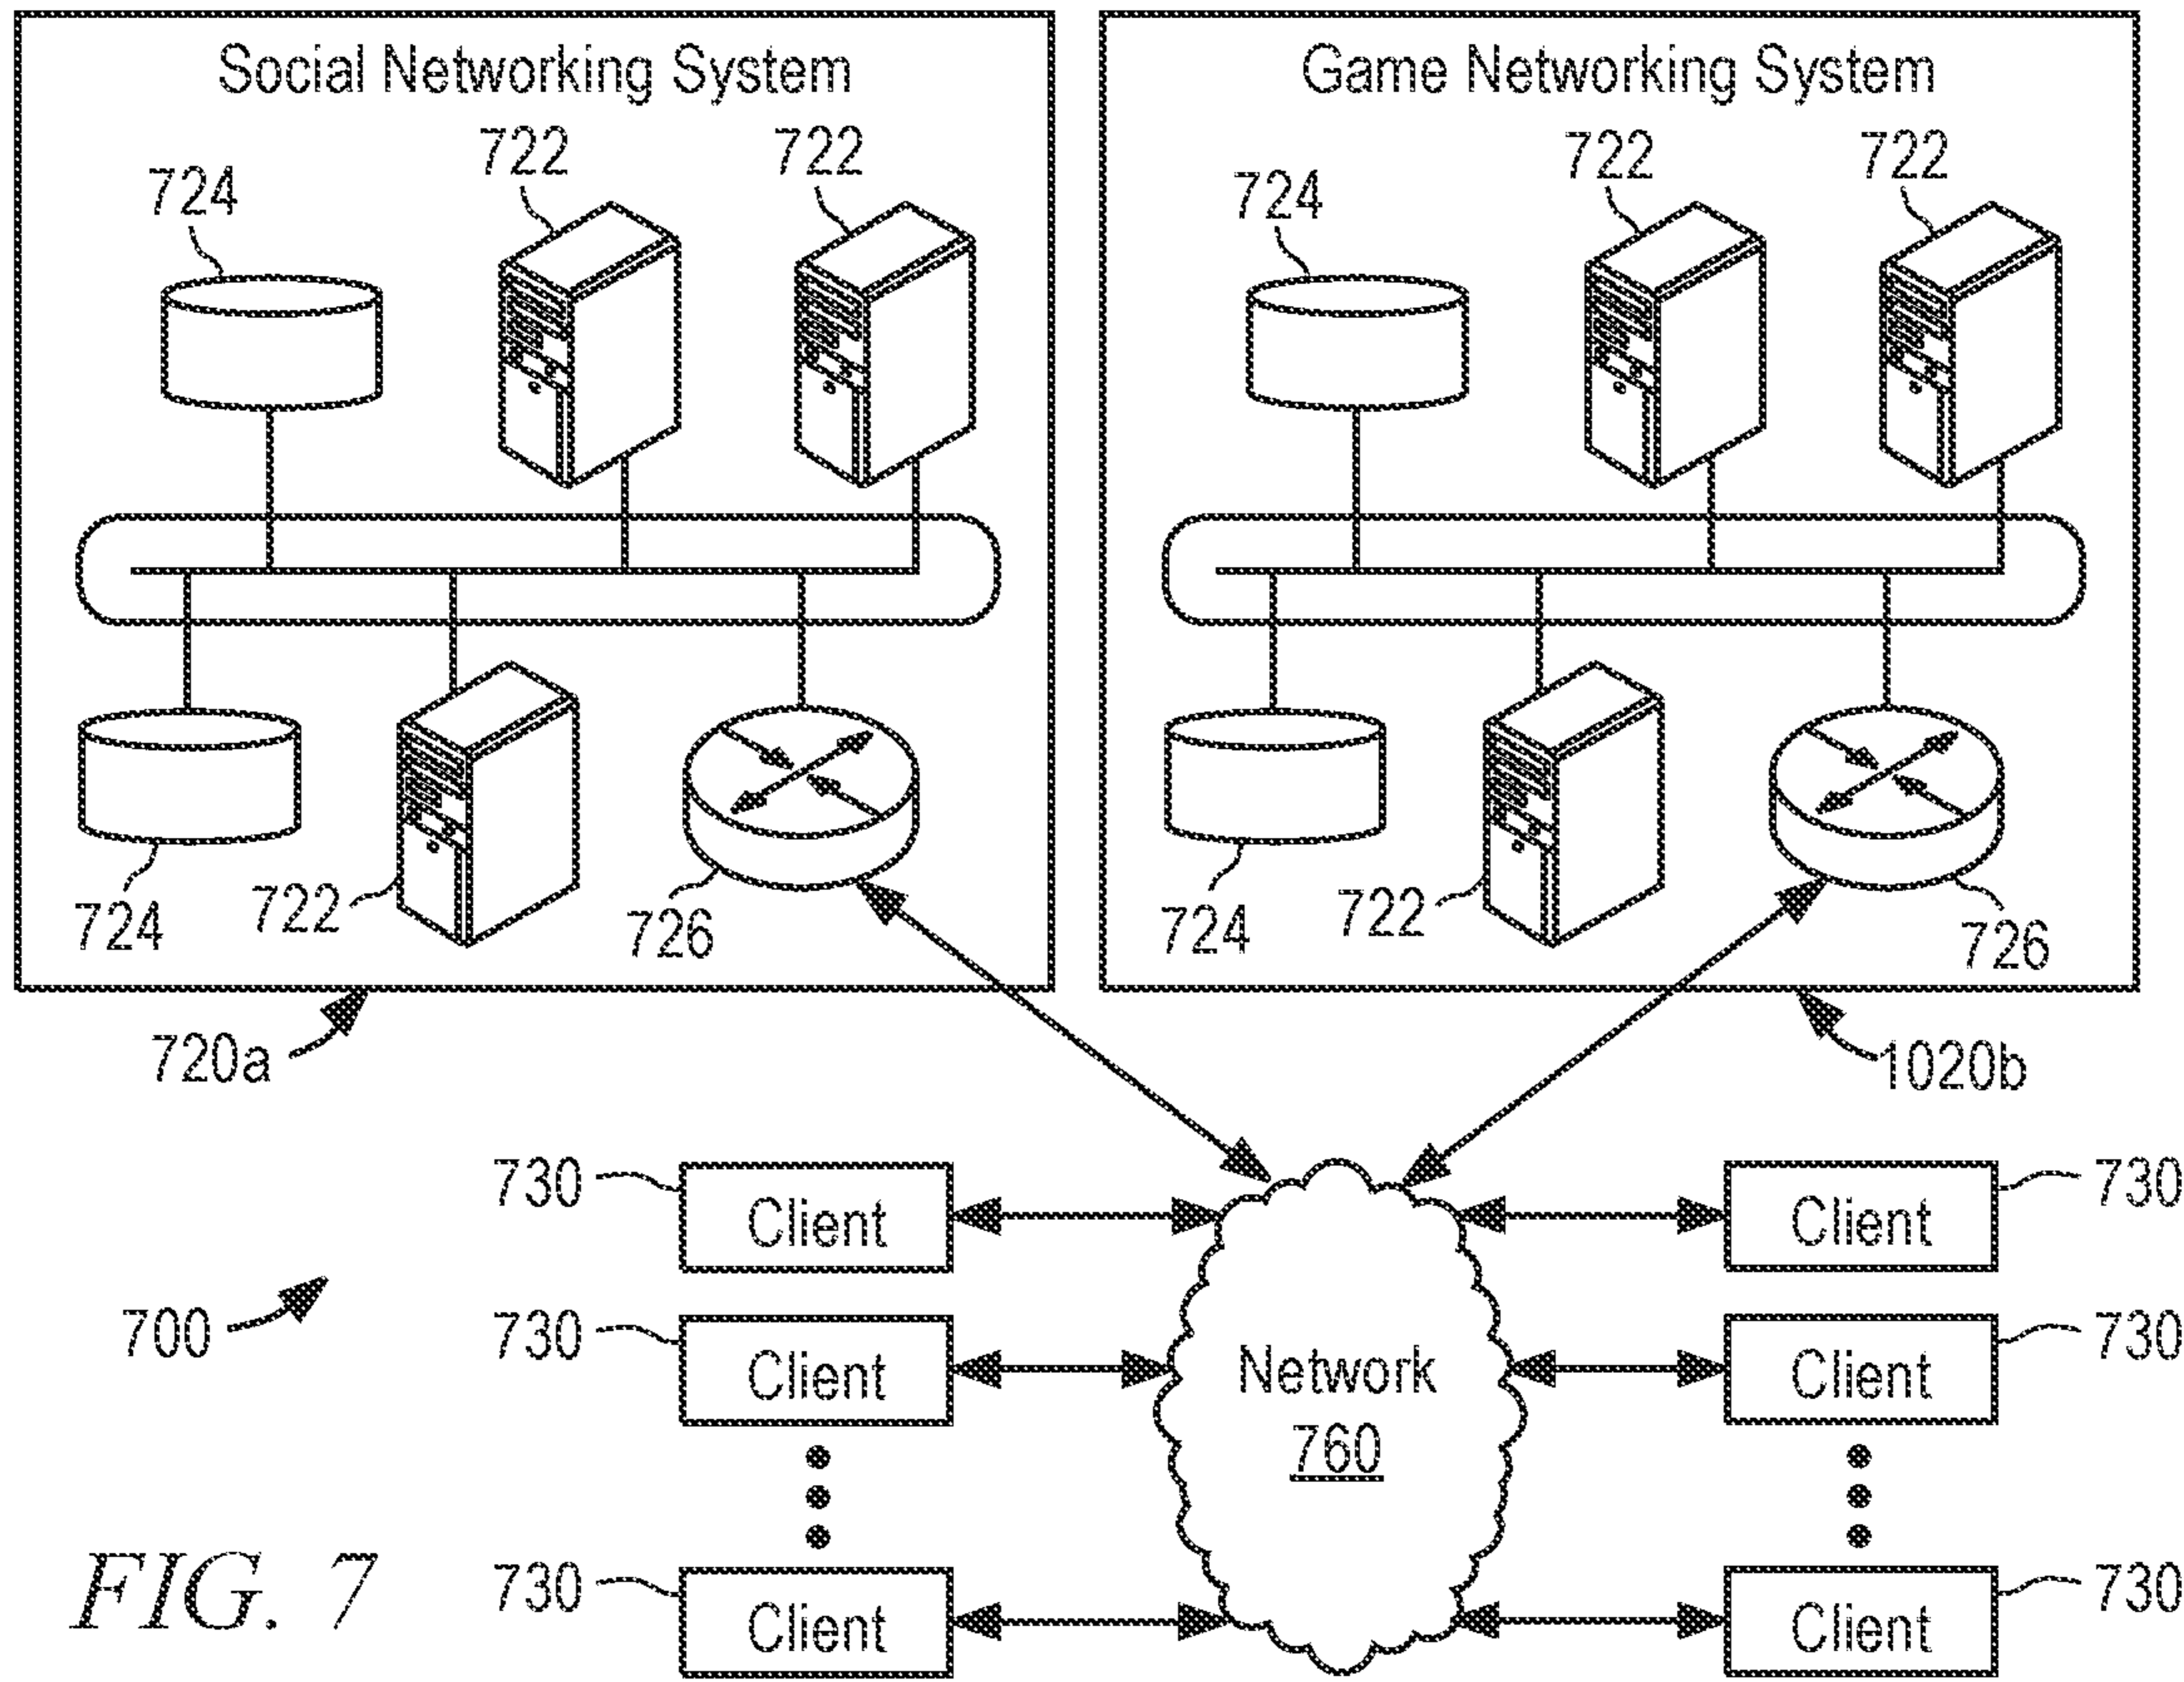 Social Networking System
Game Networking System
722
722
724
722
722
724
724
722
726
724
722
726
720a
1020b
730
Client
Client
730
700
730
Client
Network
760
Client
730
FIG. 7
730
Client
Client
730